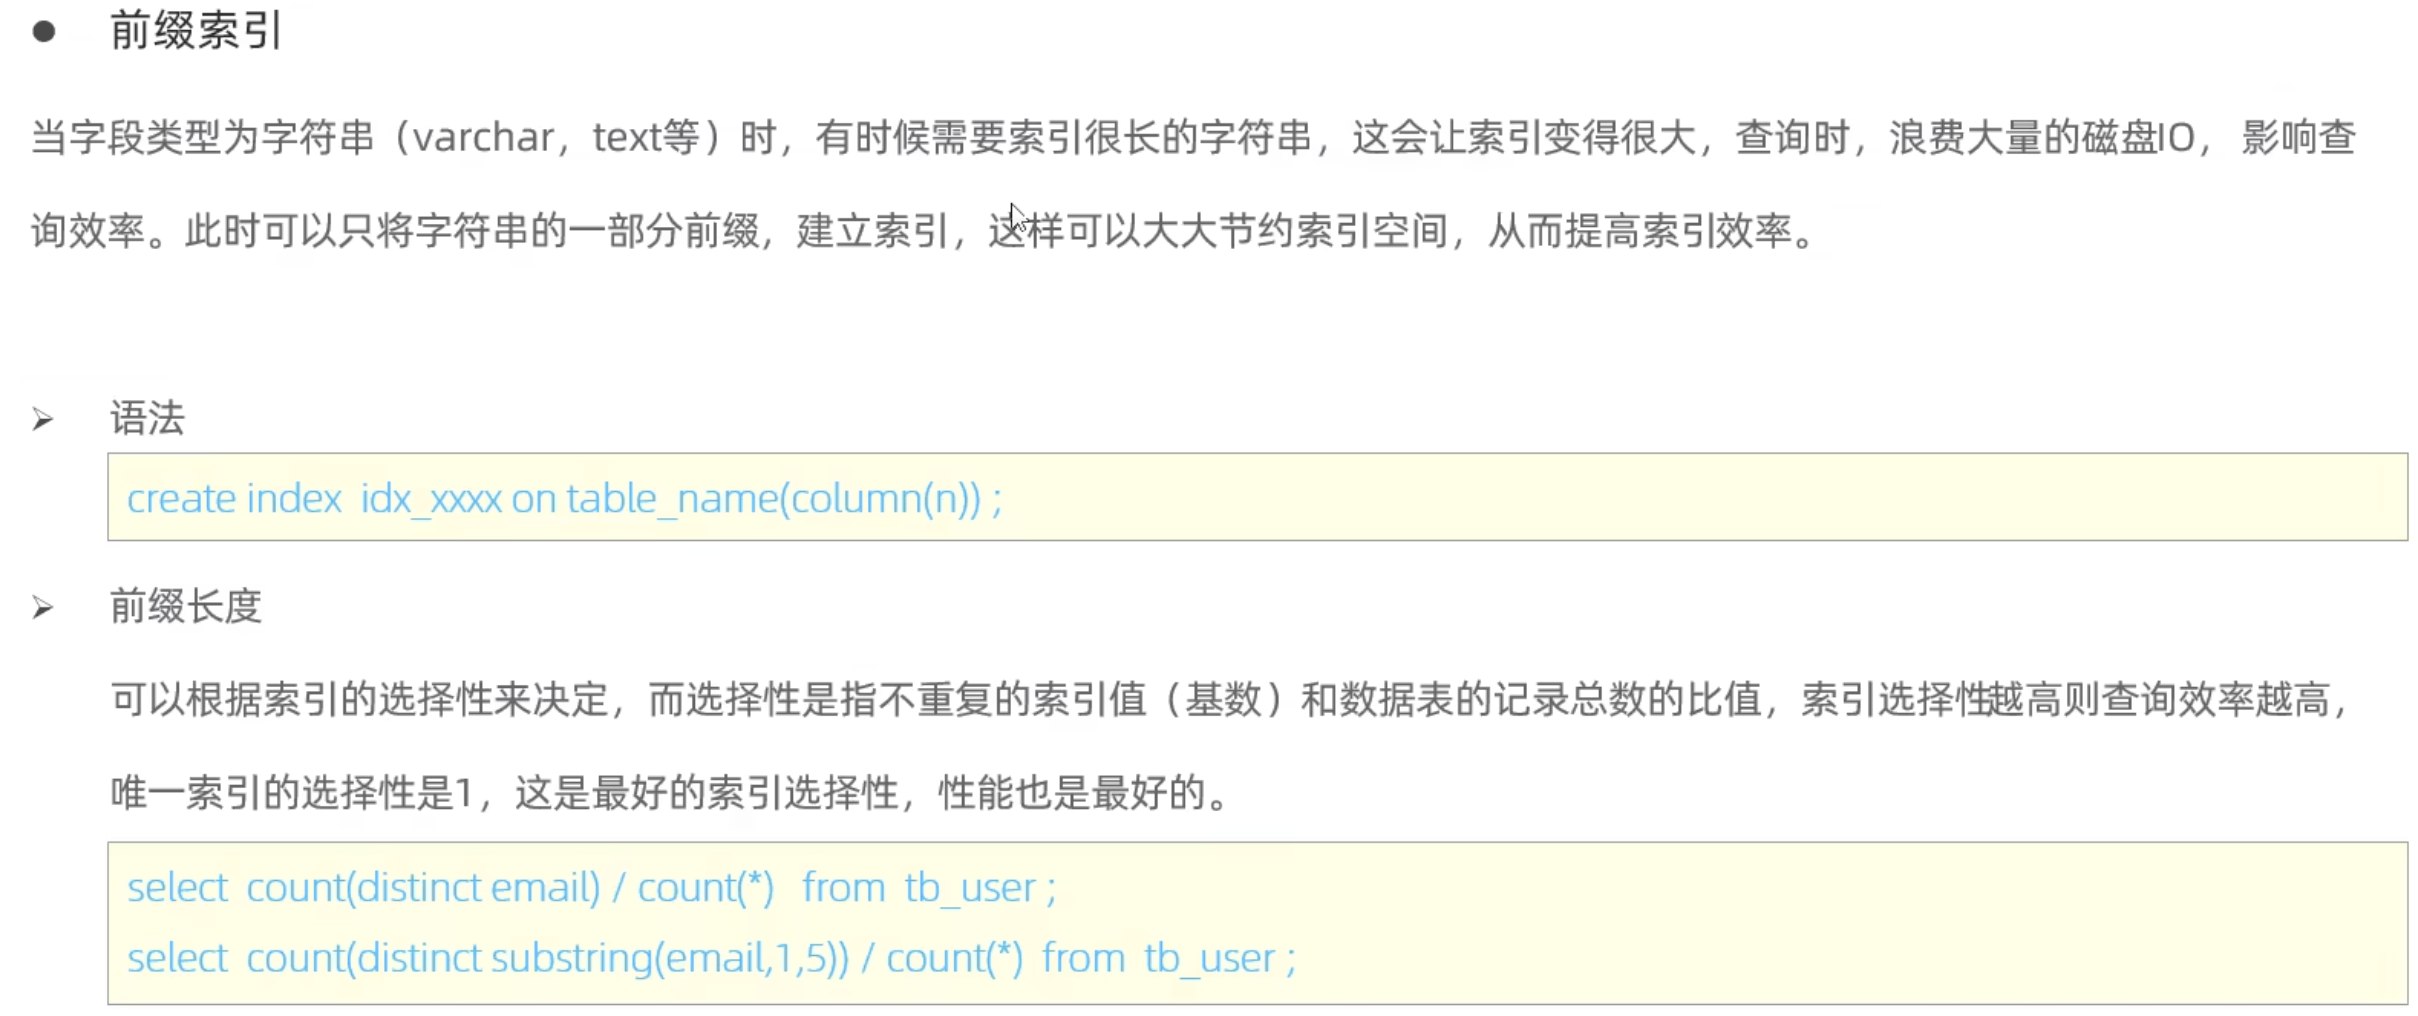 ● 前缀索引
当字段类型为字符串（varchar，text等）时，有时候需要索引很长的字符串，这会让索引变得很大，查询时，浪费大量的磁盘IO， 影响查
询效率。此时可以只将字符串的一部分前缀，建立索引，这样可以大大节约索引空间，从而提高索引效率。
➢ 语法
create index  idx_xxxx on table_name(column(n)) ;
➢ 前缀长度
可以根据索引的选择性来决定，而选择性是指不重复的索引值（基数）和数据表的记录总数的比值，索引选择性越高则查询效率越高，
唯一索引的选择性是1，这是最好的索引选择性，性能也是最好的。
select  count(distinct email) / count(*)   from  tb_user ;
select  count(distinct substring(email,1,5)) / count(*)  from  tb_user ;